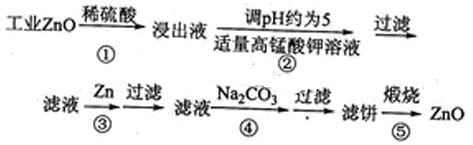 工业ZnO 稀硫酸 ① 浸出液 调pH约为5 适量高锰酸钾溶液 ② 过滤
滤液 Zn ③ 过滤 滤液 Na₂CO₃ ④ 过滤 滤饼 煅烧 ⑤ ZnO